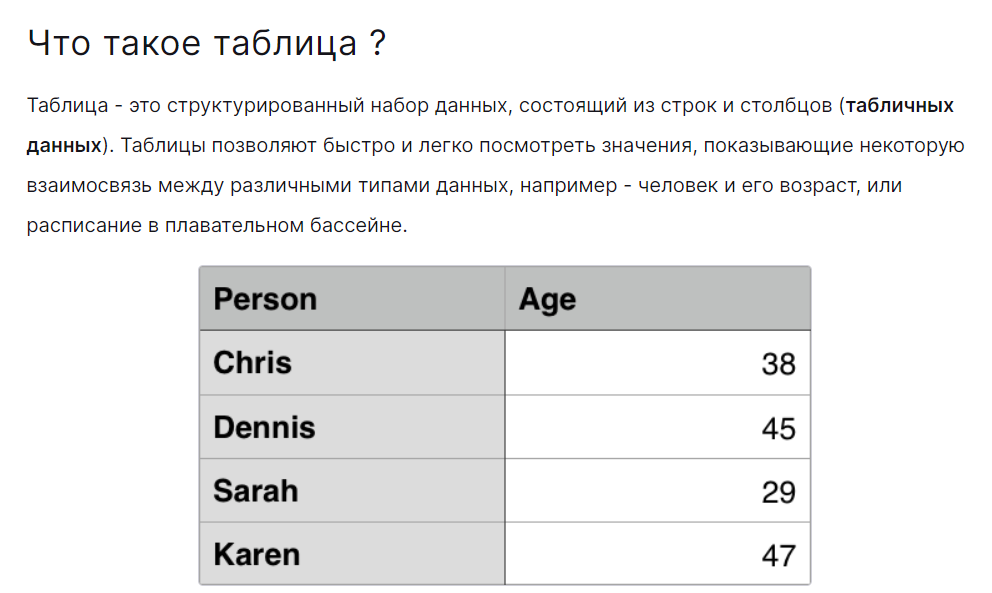 Что такое таблица ?
Таблица - это структурированный набор данных, состоящий из строк и столбцов (табличных
данных). Таблицы позволяют быстро и легко посмотреть значения, показывающие некоторую
взаимосвязь между различными типами данных, например - человек и его возраст, или
расписание в плавательном бассейне.
Person Age
Chris 38
Dennis 45
Sarah 29
Karen 47